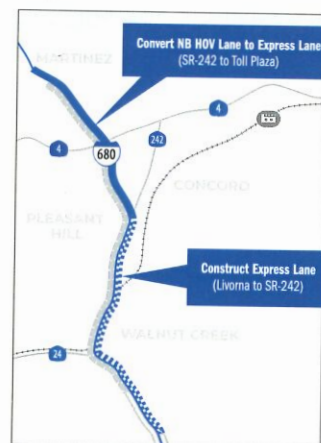 MARTINEZ
Convert NB HOV Lane to Express Lane
(SR-242 to Toll Plaza)
4
4
242
680
CONCORD
PLEASANT
HILL
Construct Express Lane
(Livorna to SR-242)
WALNUT CREEK
24